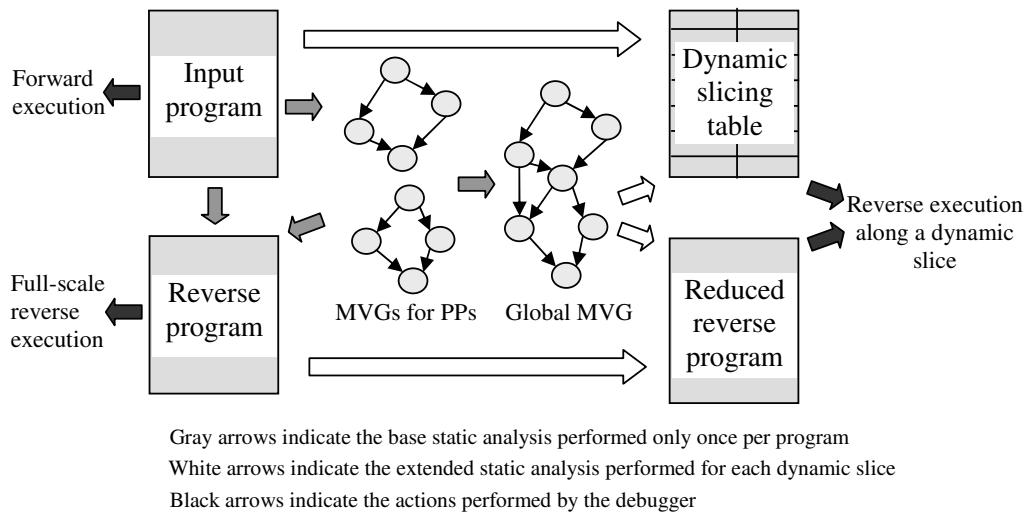 Forward
execution
Input
program
Dynamic
slicing
table
Reverse execution
along a dynamic
slice
Full-scale
reverse
execution
Reverse
program
MVGs for PPs
Global MVG
Reduced
reverse
program
Gray arrows indicate the base static analysis performed only once per program
White arrows indicate the extended static analysis performed for each dynamic slice
Black arrows indicate the actions performed by the debugger